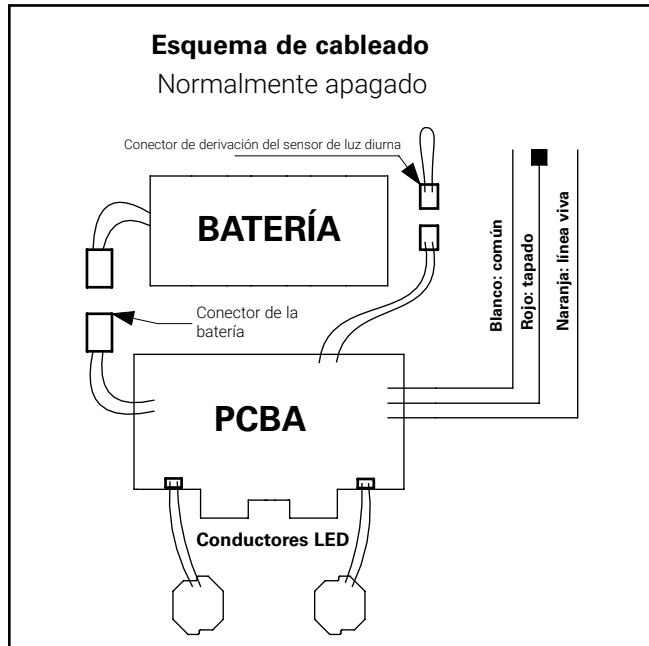 Esquema de cableado
Normalmente apagado
Conector de derivación del sensor de luz diurna
BATERÍA
Conector de la
batería
Blanco: común
Rojo: tapado
Naranja: línea viva
PCBA
Conductores LED